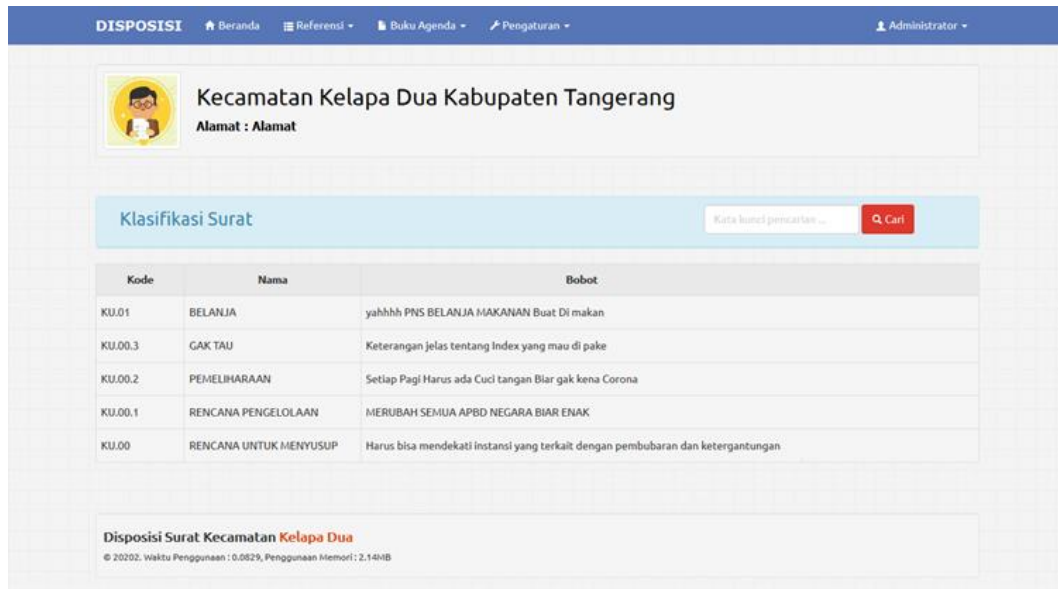 DISPOSISI Beranda Referensi Buku Agenda Pengaturan Administrator
Kecamatan Kelapa Dua Kabupaten Tangerang
Alamat : Alamat
Klasifikasi Surat Kata kunci pencarian ... Cari
Kode Nama Bobot
KU.01 BELANJA yahhhh PNS BELANJA MAKANAN Buat Di makan
KU.00.3 GAK TAU Keterangan jelas tentang Index yang mau di pake
KU.00.2 PEMELIHARAAN Setiap Pagi Harus ada Cuci tangan Biar gak kena Corona
KU.00.1 RENCANA PENGELOLAAN MERUBAH SEMUA APBD NEGARA BIAR ENAK
KU.00 RENCANA UNTUK MENYUSUP Harus bisa mendekati instansi yang terkait dengan pembubaran dan ketergantungan
Disposisi Surat Kecamatan Kelapa Dua
© 20202. Waktu Penggunaan : 0.0829, Penggunaan Memori : 2.14MB